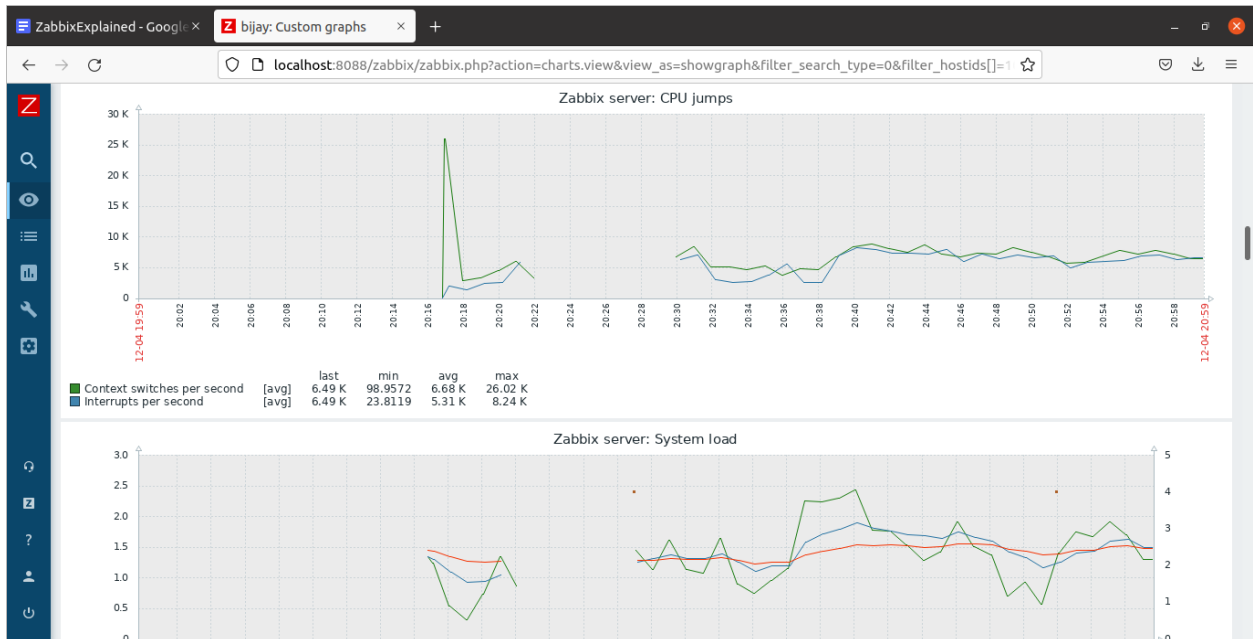 ZabbixExplained - Google
Z bijay: Custom graphs
localhost:8088/zabbix/zabbix.php?action=charts.view&view_as=showgraph&filter_search_type=0&filter_hostids[]=1
Z
Zabbix server: CPU jumps
30 K
25 K
20 K
15 K
10 K
5 K
0
12-04 19:59
20:02
20:04
20:06
20:08
20:10
20:12
20:14
20:16
20:18
20:20
20:22
20:24
20:26
20:28
20:30
20:32
20:34
20:36
20:38
20:40
20:42
20:44
20:46
20:48
20:50
20:52
20:54
20:56
20:58
12-04 20:59
last min avg max
Context switches per second [avg] 6.49 K 98.9572 6.68 K 26.02 K
Interrupts per second [avg] 6.49 K 23.8119 5.31 K 8.24 K
Zabbix server: System load
3.0 5
2.5 4
2.0 3
1.5 2
1.0 1
0.5 0
0
Z
?